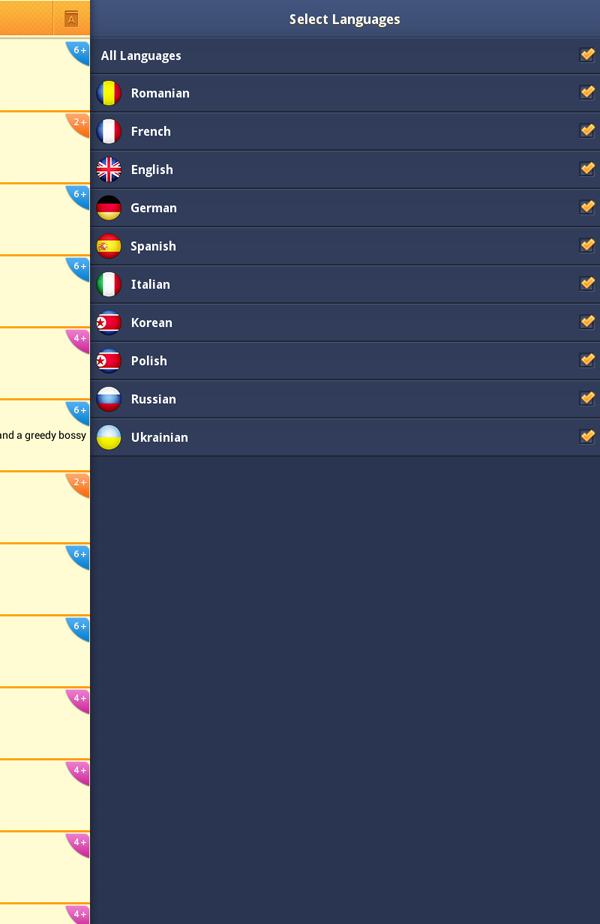 A
Select Languages
6+
All Languages
Romanian
2+
French
English
6+
German
Spanish
6+
Italian
Korean
4+
Polish
Russian
6+
and a greedy bossy
Ukrainian
2+
6+
6+
4+
4+
4+
4+